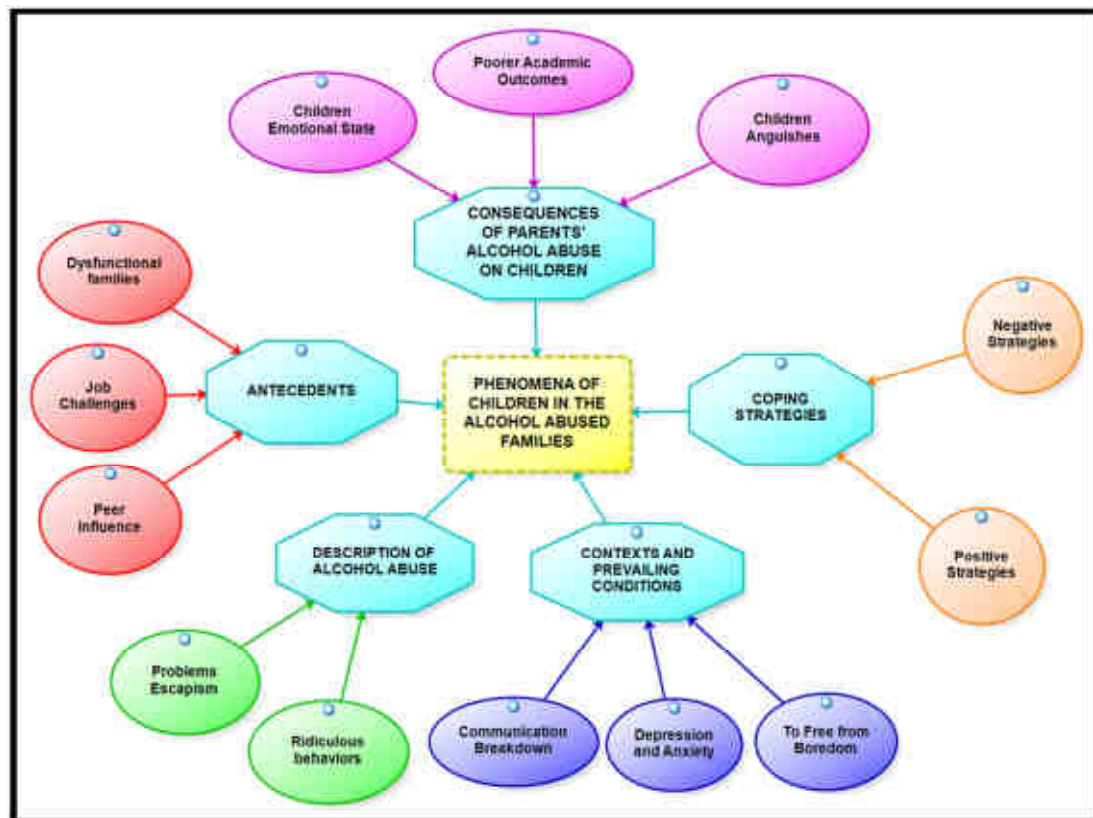 Poorer Academic
Outcomes
Children
Emotional State
Children
Anguishes
CONSEQUENCES
OF PARENTS'
ALCOHOL ABUSE
ON CHILDREN
Dysfunctional
families
Job
Challenges
Peer
Influence
ANTECEDENTS
PHENOMENA OF
CHILDREN IN THE
ALCOHOL ABUSED
FAMILIES
COPING
STRATEGIES
Negative
Strategies
Positive
Strategies
DESCRIPTION OF
ALCOHOL ABUSE
CONTEXTS AND
PREVAILING
CONDITIONS
Problems
Escapism
Ridiculous
behaviors
Communication
Breakdown
Depression
and Anxiety
To Free from
Boredom